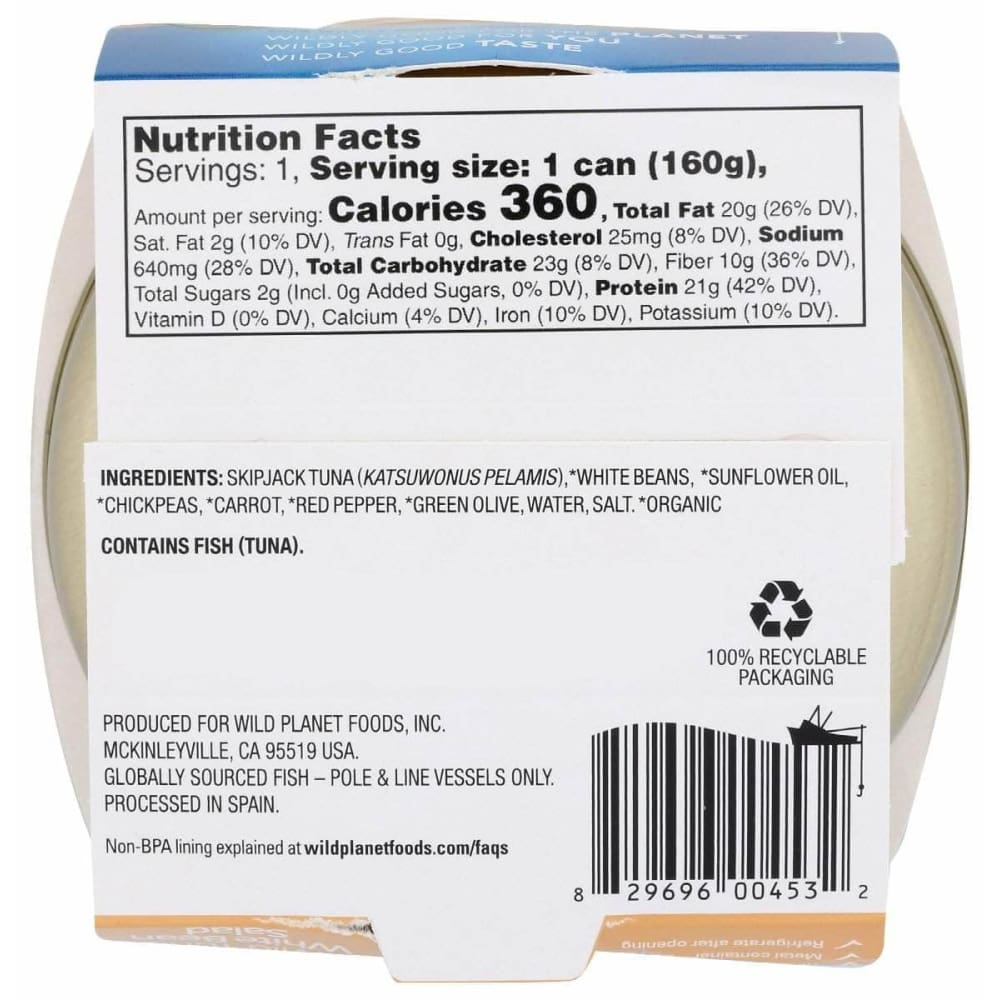 PLANET
WILDLY GOOD FOR YOU
WILDLY GOOD TASTE
Nutrition Facts
Servings: 1, Serving size: 1 can (160g),
Amount per serving: Calories 360, Total Fat 20g (26% DV),
Sat. Fat 2g (10% DV), Trans Fat 0g, Cholesterol 25mg (8% DV), Sodium
640mg (28% DV), Total Carbohydrate 23g (8% DV), Fiber 10g (36% DV),
Total Sugars 2g (Incl. 0g Added Sugars, 0% DV), Protein 21g (42% DV),
Vitamin D (0% DV), Calcium (4% DV), Iron (10% DV), Potassium (10% DV).
INGREDIENTS: SKIPJACK TUNA (KATSUWONUS PELAMIS),*WHITE BEANS, *SUNFLOWER OIL,
*CHICKPEAS, *CARROT, *RED PEPPER, *GREEN OLIVE, WATER, SALT. *ORGANIC
CONTAINS FISH (TUNA).
100% RECYCLABLE
PACKAGING
PRODUCED FOR WILD PLANET FOODS, INC.
MCKINLEYVILLE, CA 95519 USA.
GLOBALLY SOURCED FISH – POLE & LINE VESSELS ONLY.
PROCESSED IN SPAIN.
Non-BPA lining explained at wildplanetfoods.com/faqs
8 29696 00453 2
White Bean
Salad
Refrigerate after opening
Metal container